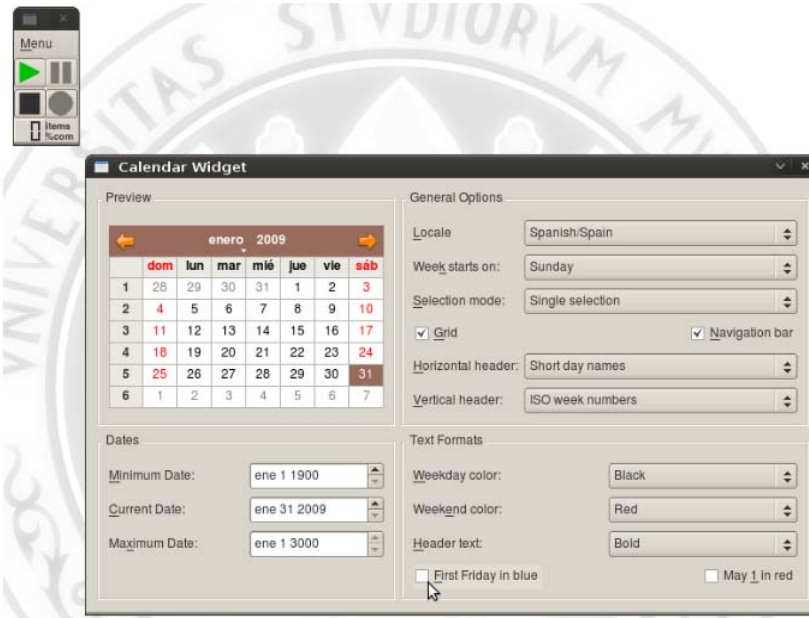 Menu
0 items
%com
STVDIORVM
VNIVERSITAS
Calendar Widget
Preview
enero 2009
dom lun mar mié jue vie sáb
1 28 29 30 31 1 2 3
2 4 5 6 7 8 9 10
3 11 12 13 14 15 16 17
4 18 19 20 21 22 23 24
5 25 26 27 28 29 30 31
6 1 2 3 4 5 6 7
General Options
Locale Spanish/Spain
Week starts on: Sunday
Selection mode: Single selection
Grid Navigation bar
Horizontal header: Short day names
Vertical header: ISO week numbers
Dates
Minimum Date: ene 1 1900
Current Date: ene 31 2009
Maximum Date: ene 1 3000
Text Formats
Weekday color: Black
Weekend color: Red
Header text: Bold
First Friday in blue May 1 in red